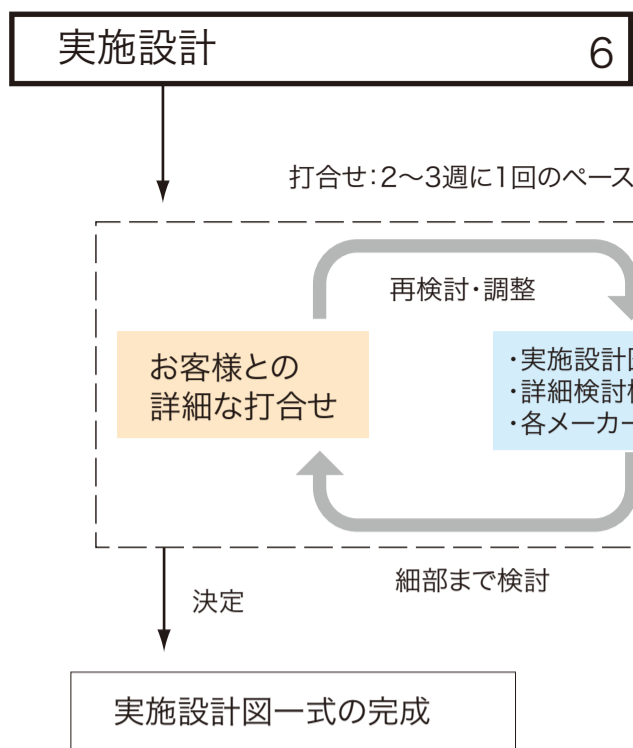 実施設計 6
打合せ:2〜3週に1回のペース
再検討・調整
お客様との
詳細な打合せ
・実施設計
・詳細検討
・各メーカー
細部まで検討
決定
実施設計図一式の完成